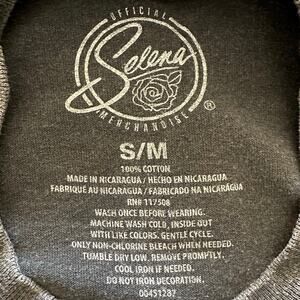 OFFICIAL
Selena
MERCHANDISE
®
S/M
100% COTTON
MADE IN NICARAGUA / HECHO EN NICARAGUA
FABRIQUÉ AU NICARAGUA / FABRICADO NA NICARÁGUA
RN# 117508
WASH ONCE BEFORE WEARING.
MACHINE WASH COLD, INSIDE OUT
WITH LIKE COLORS. GENTLE CYCLE.
ONLY NON-CHLORINE BLEACH WHEN NEEDED.
TUMBLE DRY LOW. REMOVE PROMPTLY.
COOL IRON IF NEEDED.
DO NOT IRON DECORATION.
00451287